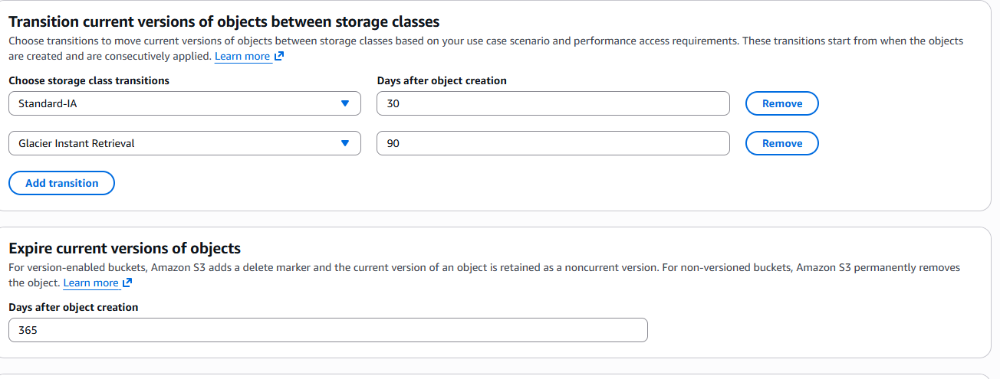 Transition current versions of objects between storage classes
Choose transitions to move current versions of objects between storage classes based on your use case scenario and performance access requirements. These transitions start from when the objects
are created and are consecutively applied. Learn more
Choose storage class transitions
Days after object creation
Standard-IA
30
Remove
Glacier Instant Retrieval
90
Remove
Add transition
Expire current versions of objects
For version-enabled buckets, Amazon S3 adds a delete marker and the current version of an object is retained as a noncurrent version. For non-versioned buckets, Amazon S3 permanently removes
the object. Learn more
Days after object creation
365